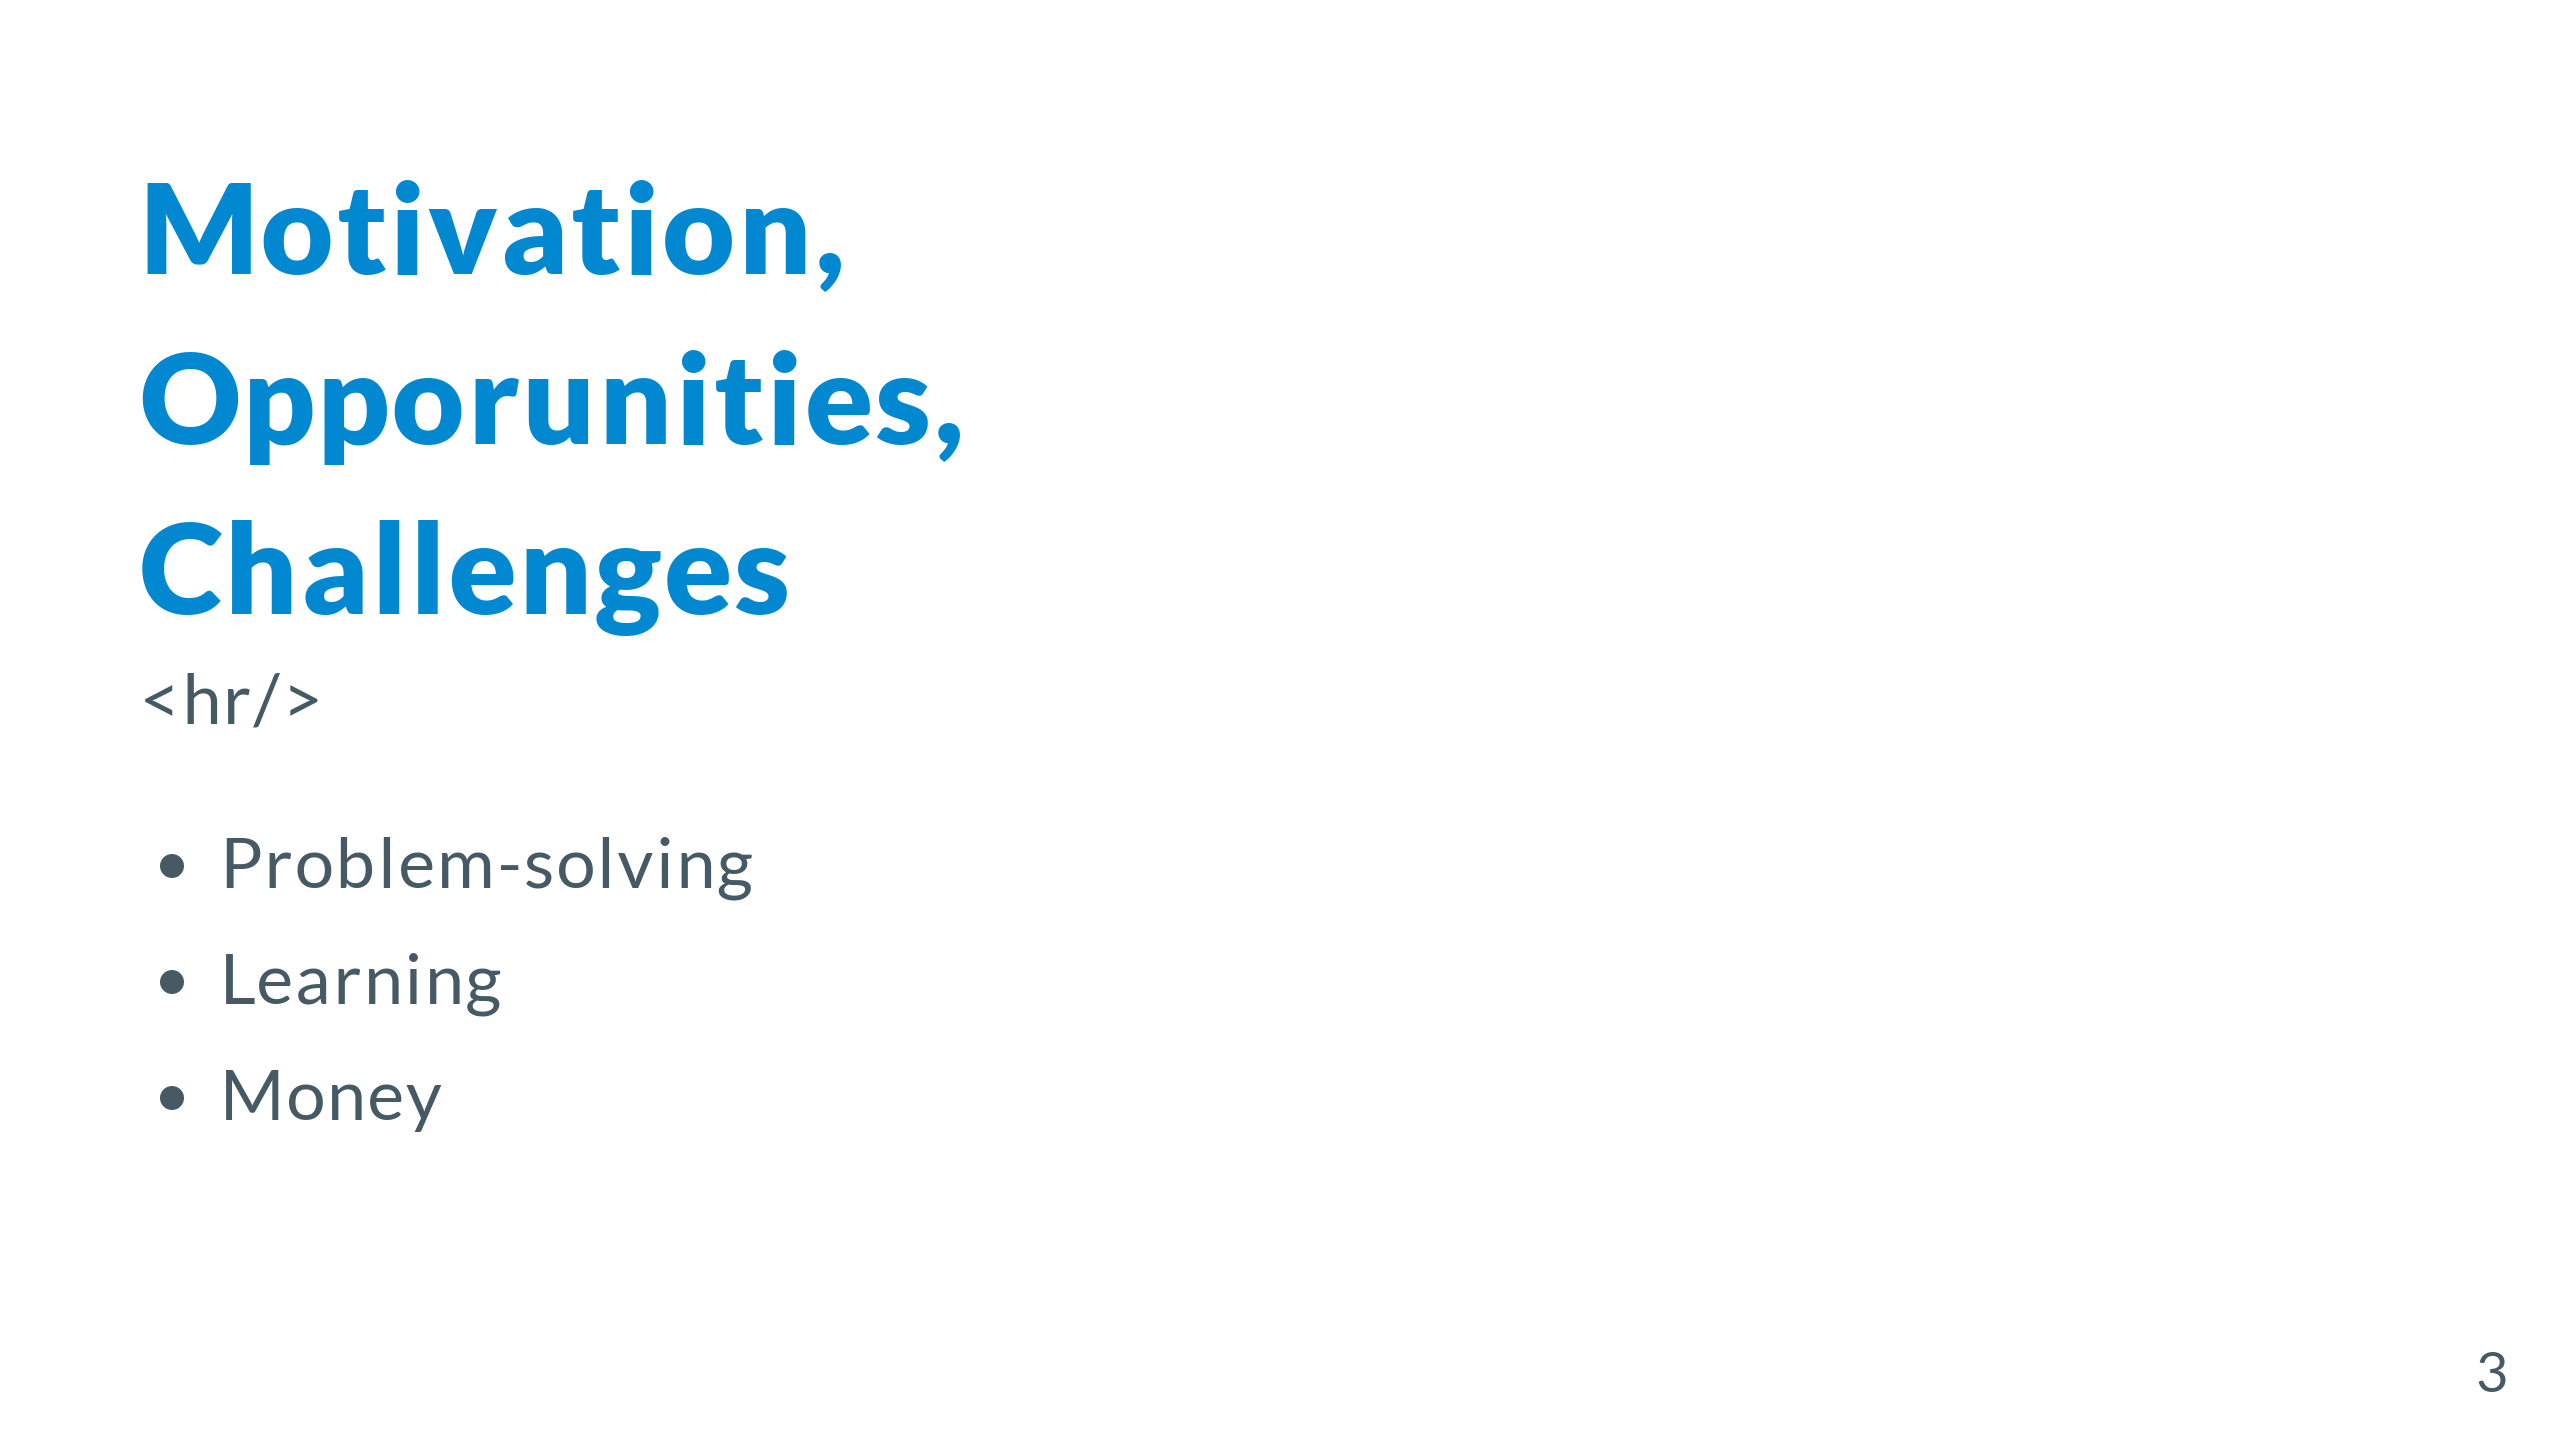 Motivation,
Opporunities,
Challenges
<hr/>
• Problem-solving
• Learning
• Money
3